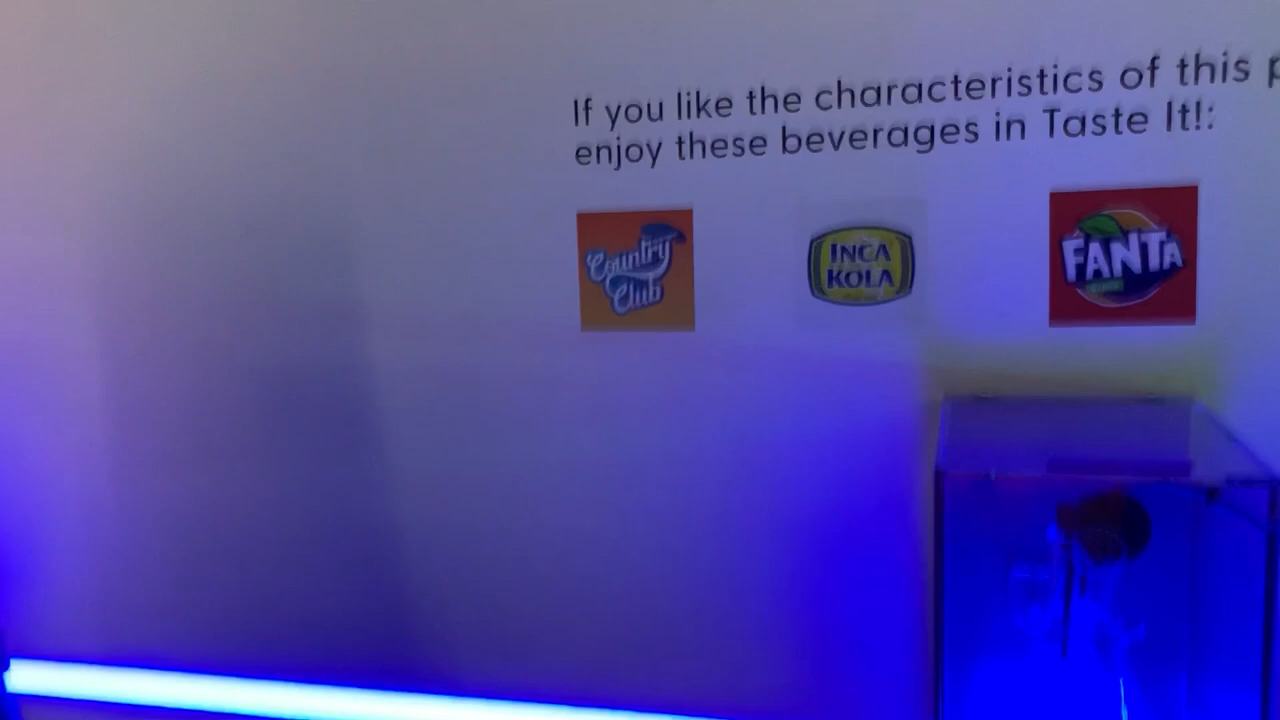 If you like the characteristics of this
enjoy these beverages in Taste It!:
Country
Club
INCA
KOLA
FANTA